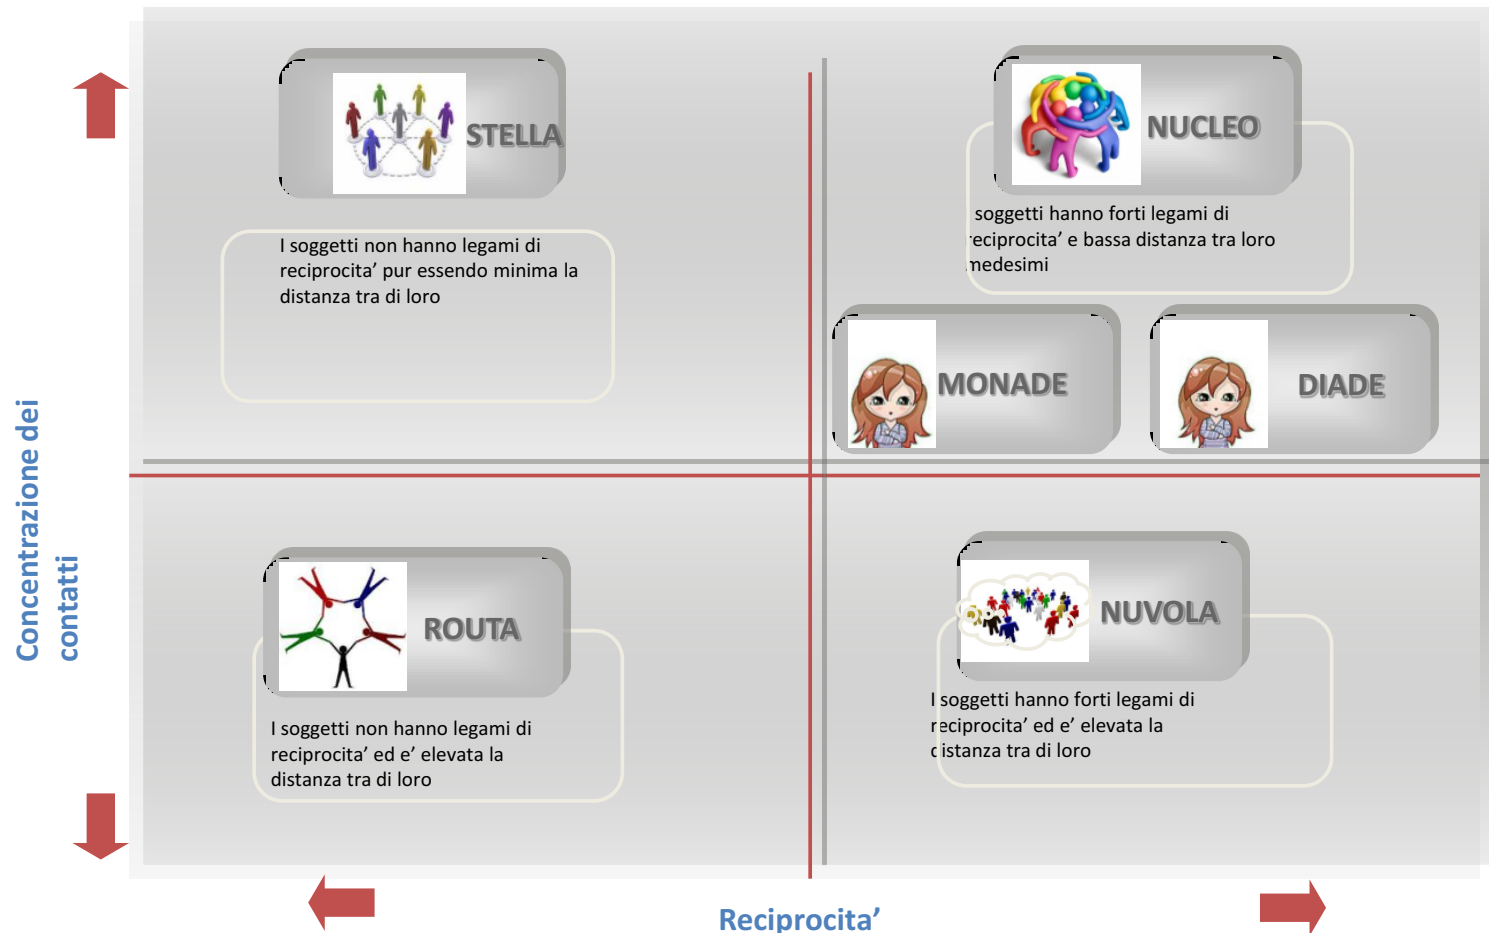 STELLA
I soggetti non hanno legami di
reciprocita’ pur essendo minima la
distanza tra di loro
NUCLEO
I soggetti hanno forti legami di
reciprocita’ e bassa distanza tra loro
medesimi
MONADE
DIADE
Concentrazione dei
contatti
ROUTA
I soggetti non hanno legami di
reciprocita’ ed e’ elevata la
distanza tra di loro
NUVOLA
I soggetti hanno forti legami di
reciprocita’ ed e’ elevata la
distanza tra di loro
Reciprocita’